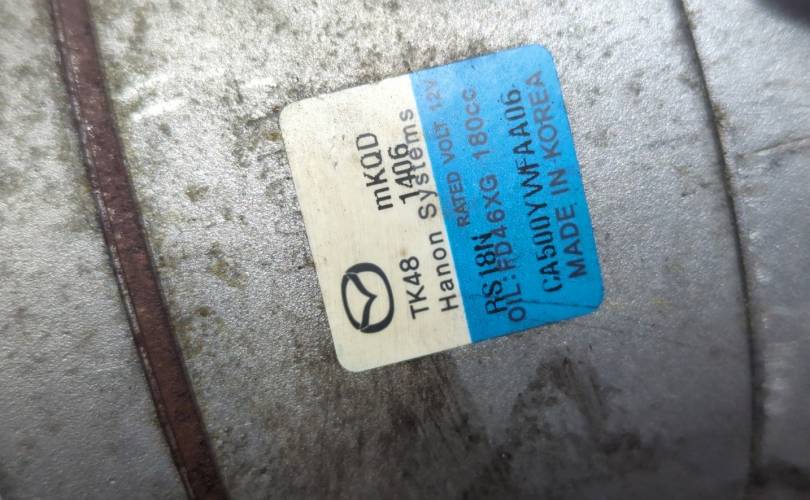 mKQD
TK48 1406
Hanon Systems
RATED VOLT 12V
RS18N
OIL:FD46XG 180cc
CA500YWFAA06
MADE IN KOREA